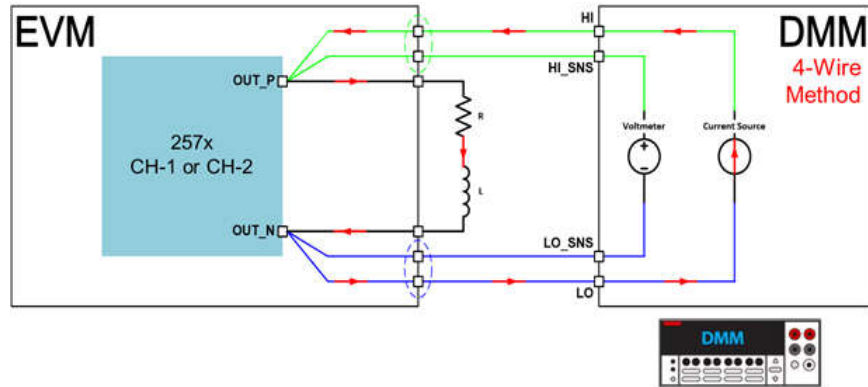 EVM
DMM
4-Wire
Method
HI
HI_SNS
OUT_P
257x
CH-1 or CH-2
R
L
Voltmeter
Current Source
+
−
OUT_N
LO_SNS
LO
DMM